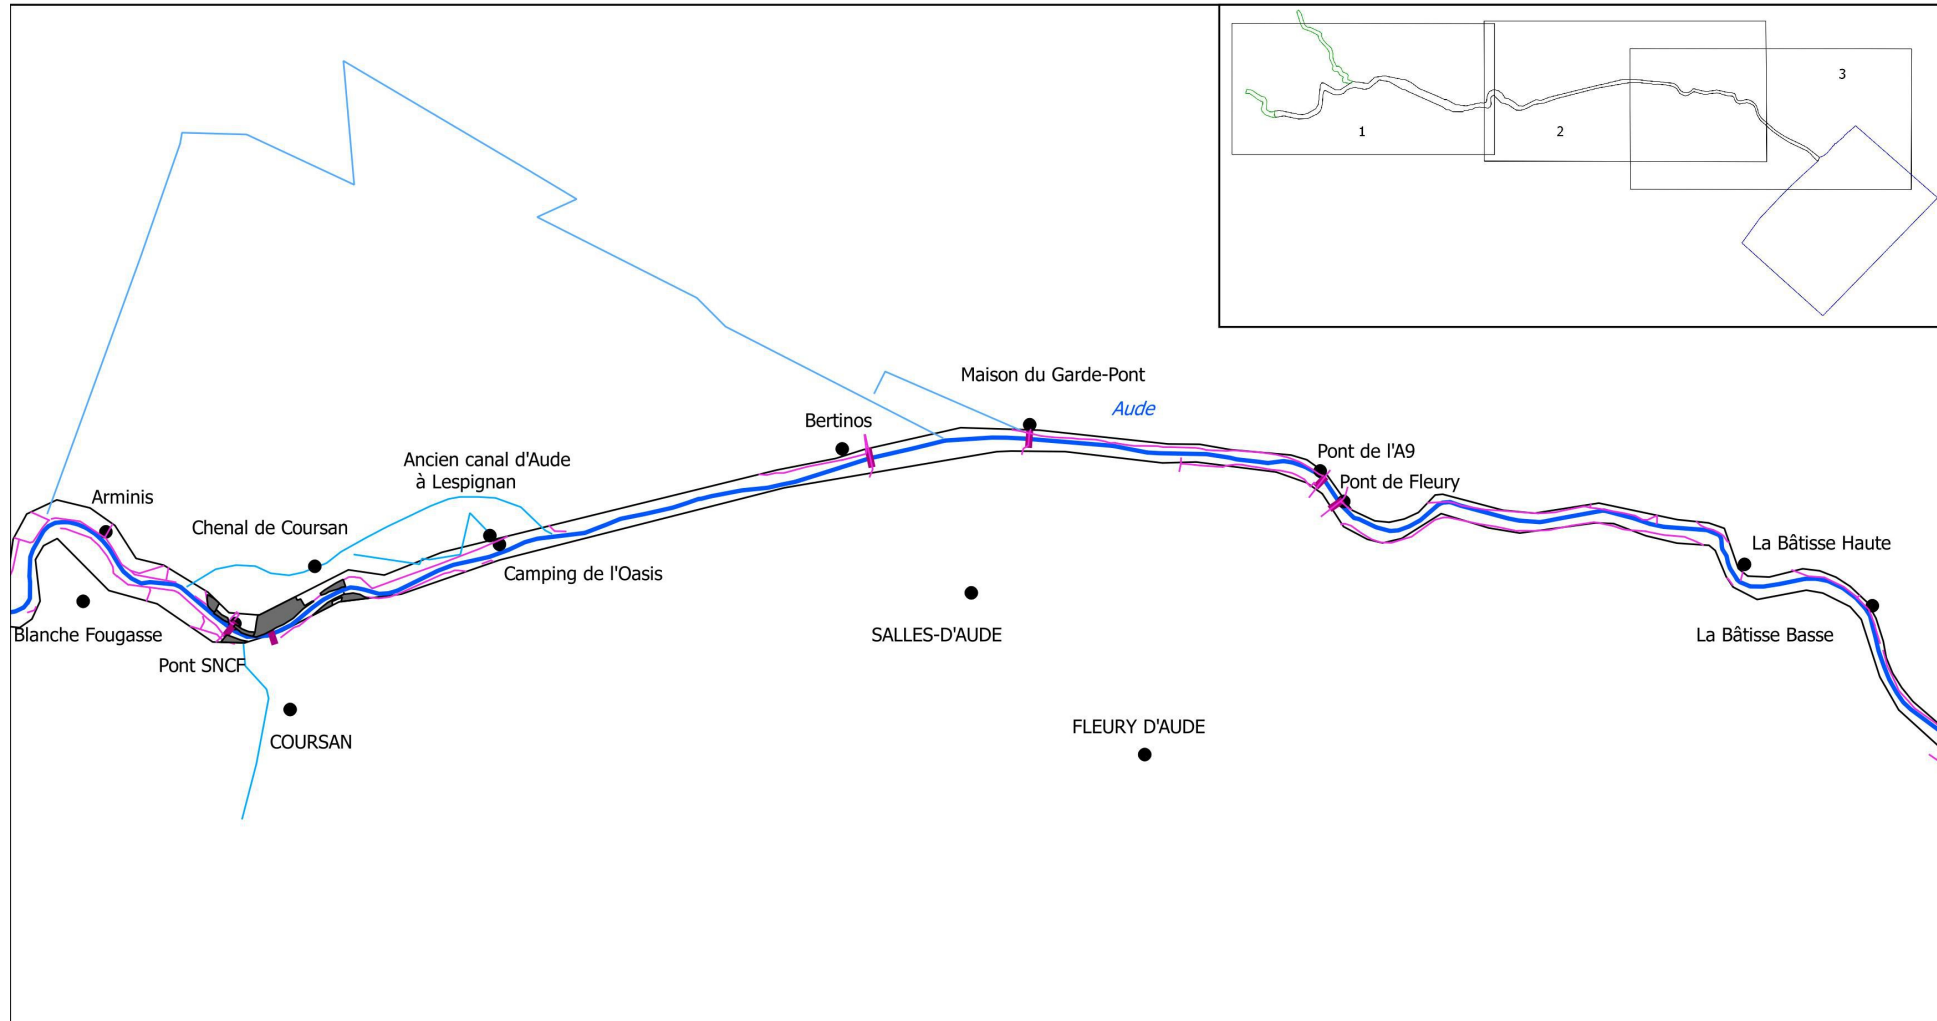 3
1
2
Maison du Garde-Pont
Aude
Bertinos
Pont de l'A9
Ancien canal d'Aude
à Lespignan
Pont de Fleury
Arminis
Chenal de Coursan
La Bâtisse Haute
Camping de l'Oasis
Blanche Fougasse
SALLES-D'AUDE
La Bâtisse Basse
Pont SNCF
FLEURY D'AUDE
COURSAN